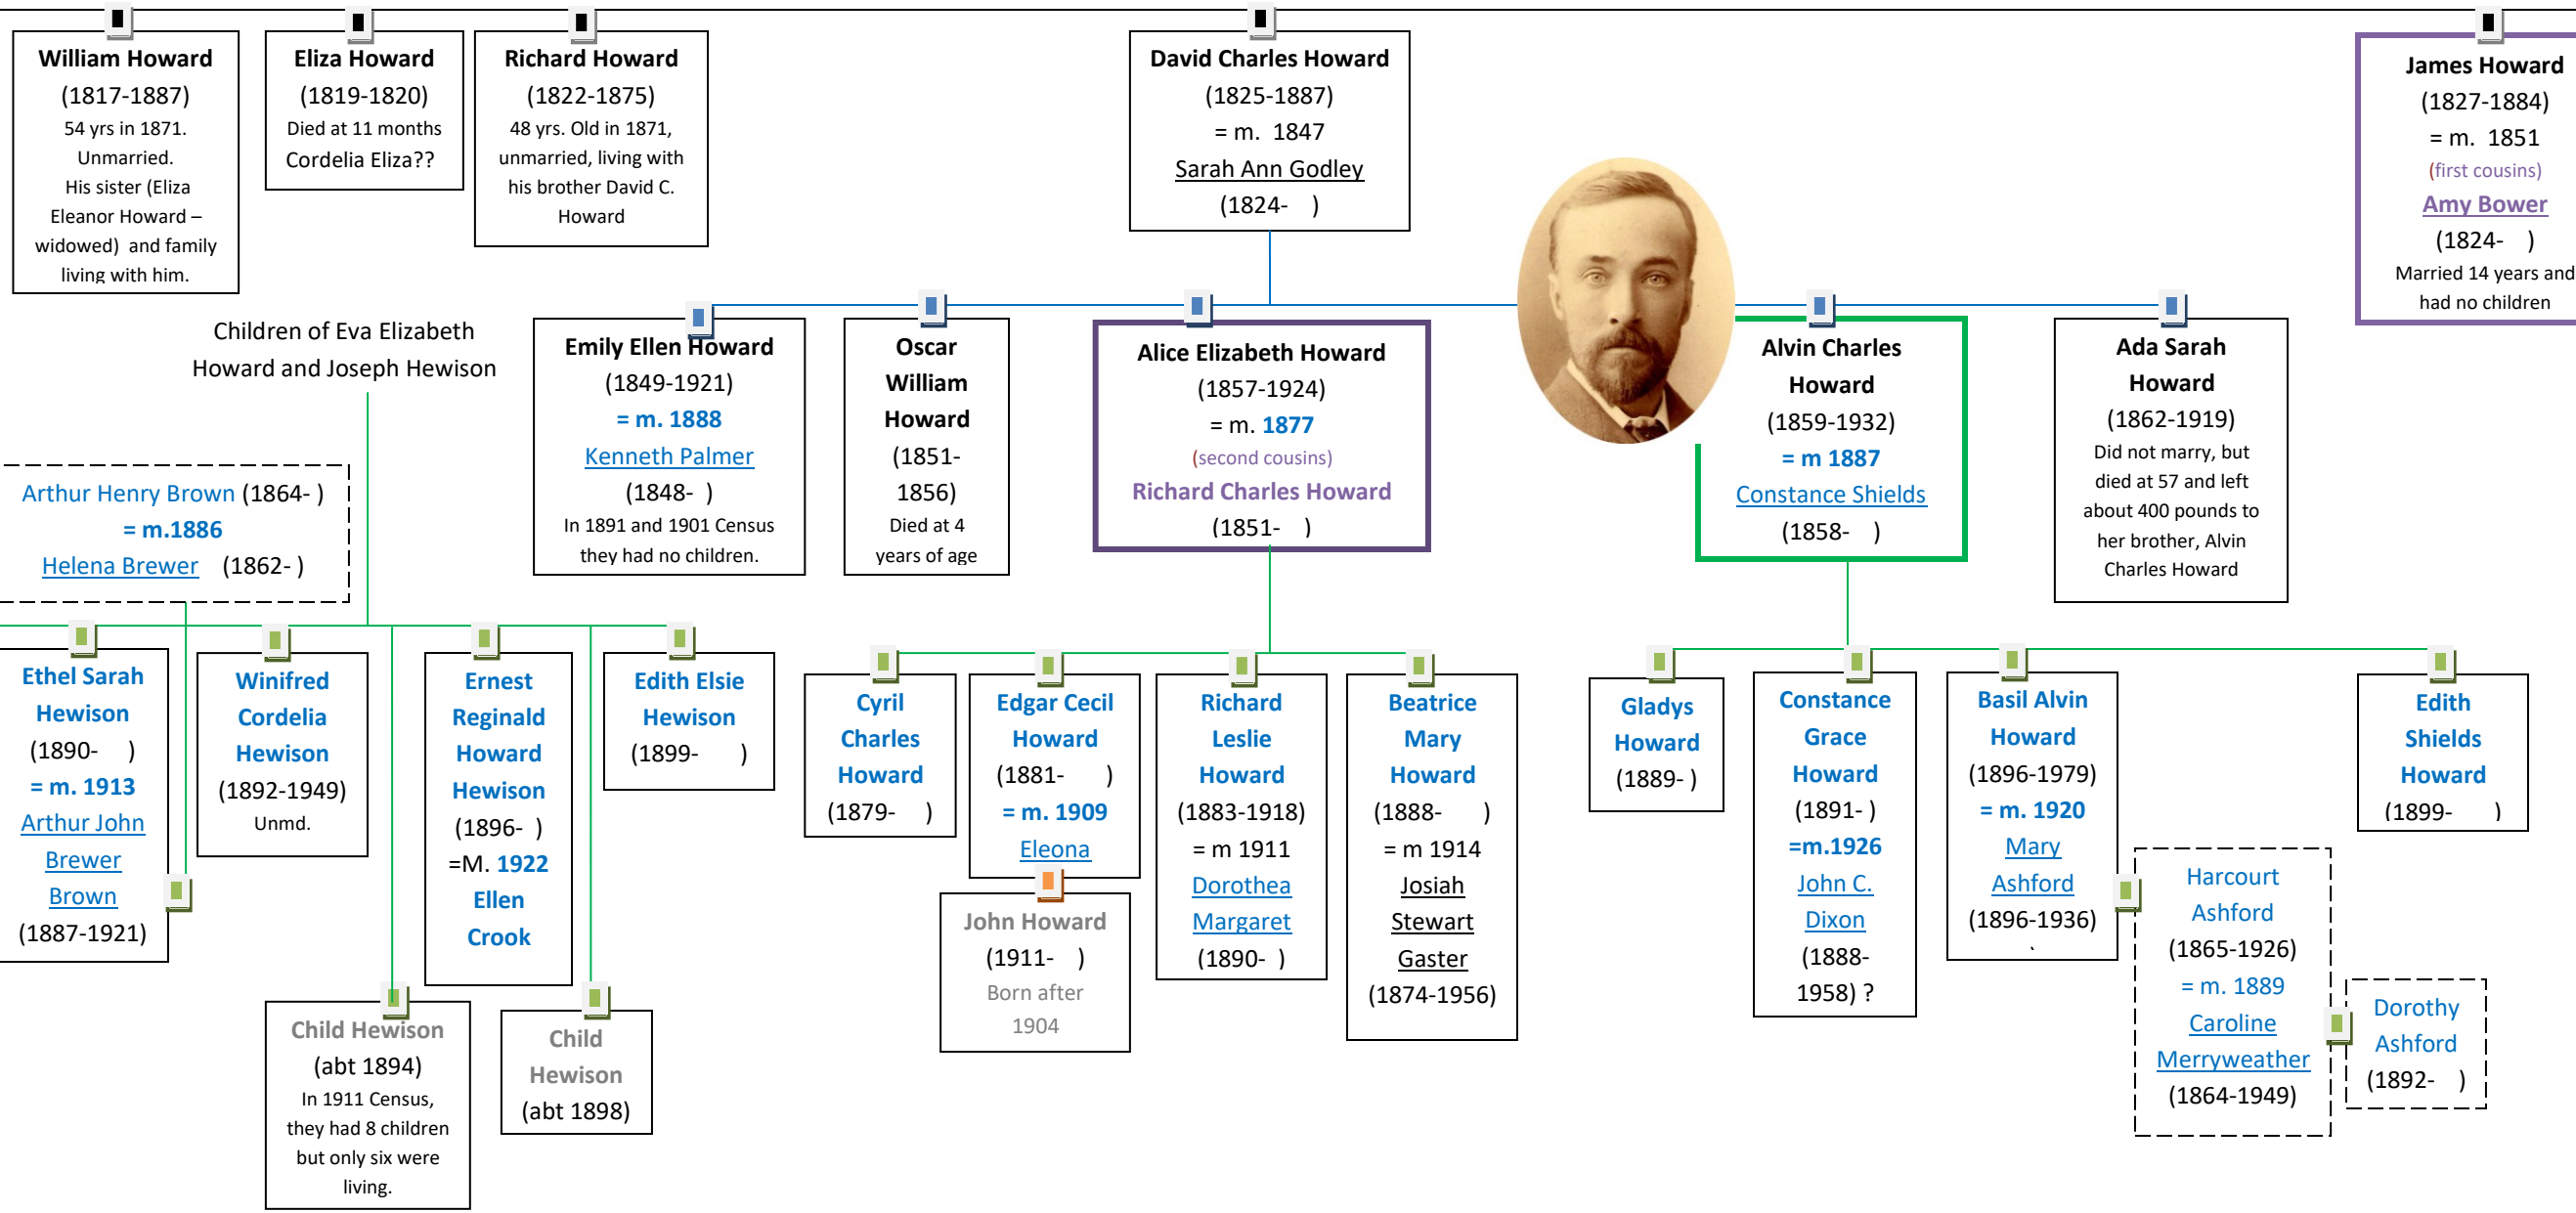 William Howard
(1817-1887)
54 yrs in 1871.
Unmarried.
His sister (Eliza
Eleanor Howard –
widowed) and family
living with him.
Eliza Howard
(1819-1820)
Died at 11 months
Cordelia Eliza??
Richard Howard
(1822-1875)
48 yrs. Old in 1871,
unmarried, living with
his brother David C.
Howard
David Charles Howard
(1825-1887)
= m. 1847
Sarah Ann Godley
(1824- )
James Howard
(1827-1884)
= m. 1851
(first cousins)
Amy Bower
(1824- )
Married 14 years and
had no children
Children of Eva Elizabeth
Howard and Joseph Hewison
Emily Ellen Howard
(1849-1921)
= m. 1888
Kenneth Palmer
(1848- )
In 1891 and 1901 Census
they had no children.
Oscar
William
Howard
(1851-
1856)
Died at 4
years of age
Alice Elizabeth Howard
(1857-1924)
= m. 1877
(second cousins)
Richard Charles Howard
(1851- )
Alvin Charles
Howard
(1859-1932)
= m 1887
Constance Shields
(1858- )
Ada Sarah
Howard
(1862-1919)
Did not marry, but
died at 57 and left
about 400 pounds to
her brother, Alvin
Charles Howard
Arthur Henry Brown (1864- )
= m.1886
Helena Brewer (1862- )
Ethel Sarah
Hewison
(1890- )
= m. 1913
Arthur John
Brewer
Brown
(1887-1921)
Winifred
Cordelia
Hewison
(1892-1949)
Unmd.
Ernest
Reginald
Howard
Hewison
(1896- )
=M. 1922
Ellen
Crook
Edith Elsie
Hewison
(1899- )
Child Hewison
(abt 1894)
In 1911 Census,
they had 8 children
but only six were
living.
Child
Hewison
(abt 1898)
Cyril
Charles
Howard
(1879- )
Edgar Cecil
Howard
(1881- )
= m. 1909
Eleona
John Howard
(1911- )
Born after
1904
Richard
Leslie
Howard
(1883-1918)
= m 1911
Dorothea
Margaret
(1890- )
Beatrice
Mary
Howard
(1888- )
= m 1914
Josiah
Stewart
Gaster
(1874-1956)
Gladys
Howard
(1889- )
Constance
Grace
Howard
(1891- )
=m.1926
John C.
Dixon
(1888-
1958) ?
Basil Alvin
Howard
(1896-1979)
= m. 1920
Mary
Ashford
(1896-1936)
Edith
Shields
Howard
(1899- )
Harcourt
Ashford
(1865-1926)
= m. 1889
Caroline
Merryweather
(1864-1949)
Dorothy
Ashford
(1892- )